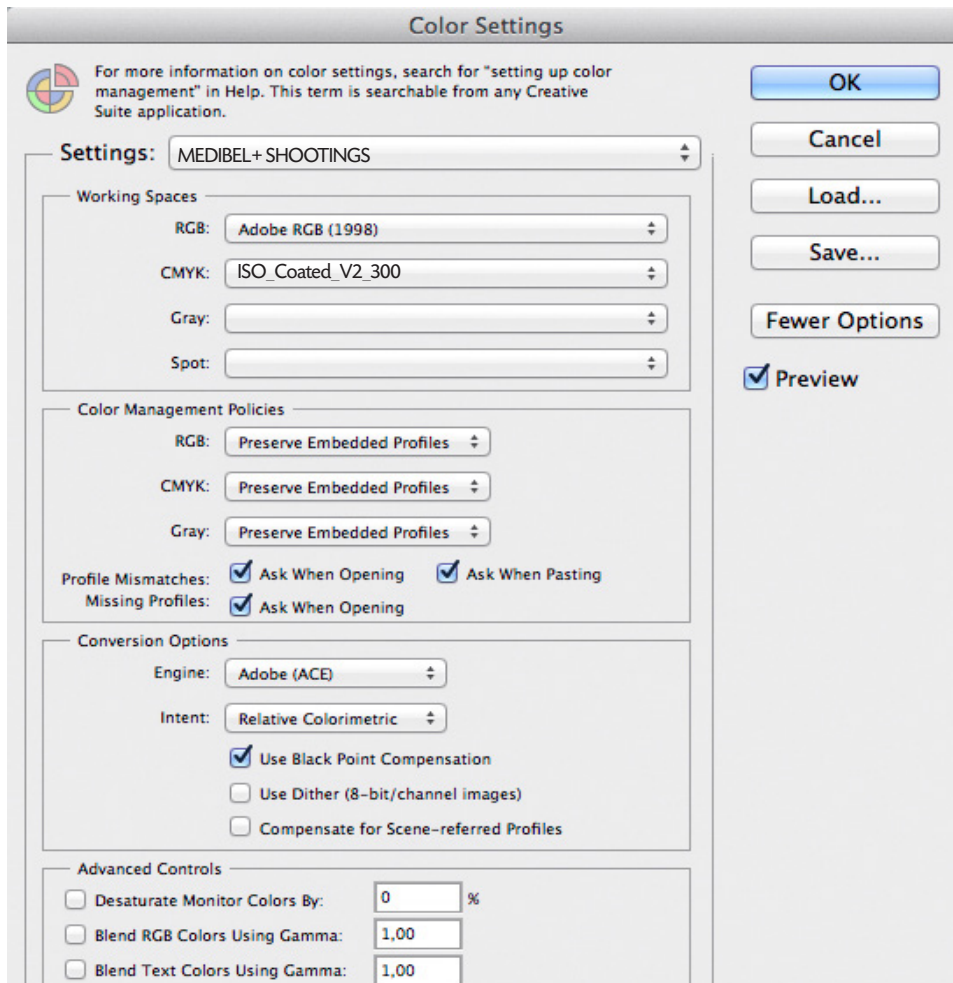 Color Settings
For more information on color settings, search for "setting up color
management" in Help. This term is searchable from any Creative
Suite application.
OK
Cancel
Load...
Save...
Fewer Options
Preview
Settings: MEDIBEL+ SHOOTINGS
Working Spaces
RGB: Adobe RGB (1998)
CMYK: ISO_Coated_V2_300
Gray:
Spot:
Color Management Policies
RGB: Preserve Embedded Profiles
CMYK: Preserve Embedded Profiles
Gray: Preserve Embedded Profiles
Profile Mismatches: Ask When Opening Ask When Pasting
Missing Profiles: Ask When Opening
Conversion Options
Engine: Adobe (ACE)
Intent: Relative Colorimetric
Use Black Point Compensation
Use Dither (8-bit/channel images)
Compensate for Scene-referred Profiles
Advanced Controls
Desaturate Monitor Colors By: 0 %
Blend RGB Colors Using Gamma: 1,00
Blend Text Colors Using Gamma: 1,00